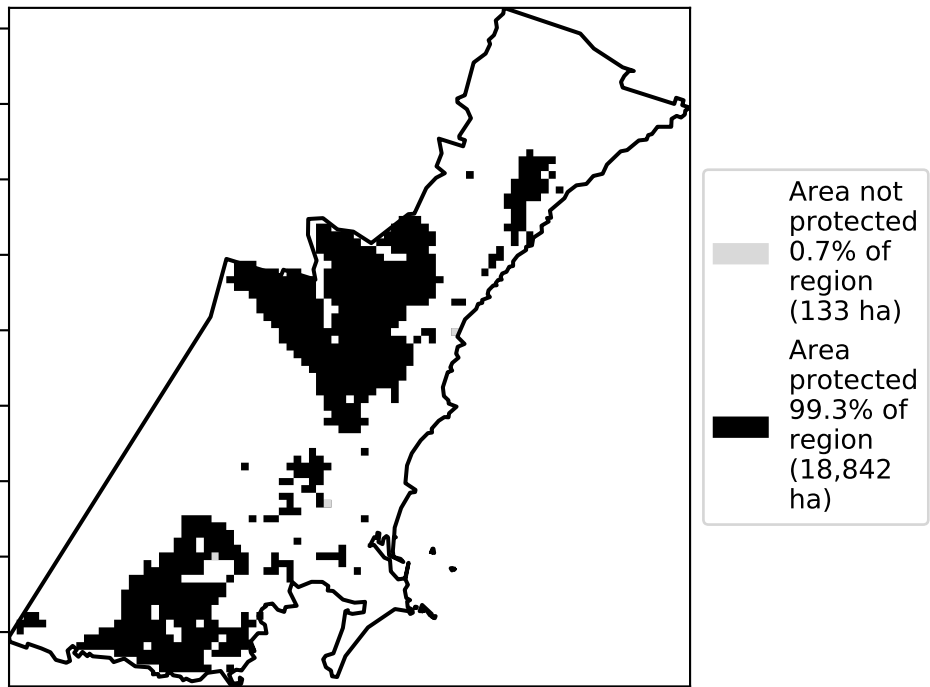 Area not
protected
0.7% of
region
(133 ha)
Area
protected
99.3% of
region
(18,842
ha)